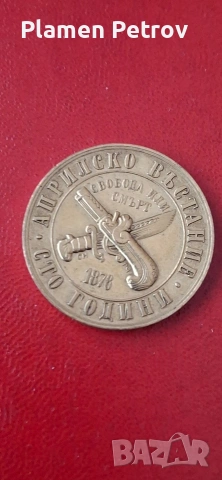 Plamen Petrov
СТО ГОДИНИ · АПРИЛСКО ВЪСТАНИЕ ·
СВОБОДА ИЛИ
СМЪРТ
1876
BAZAR